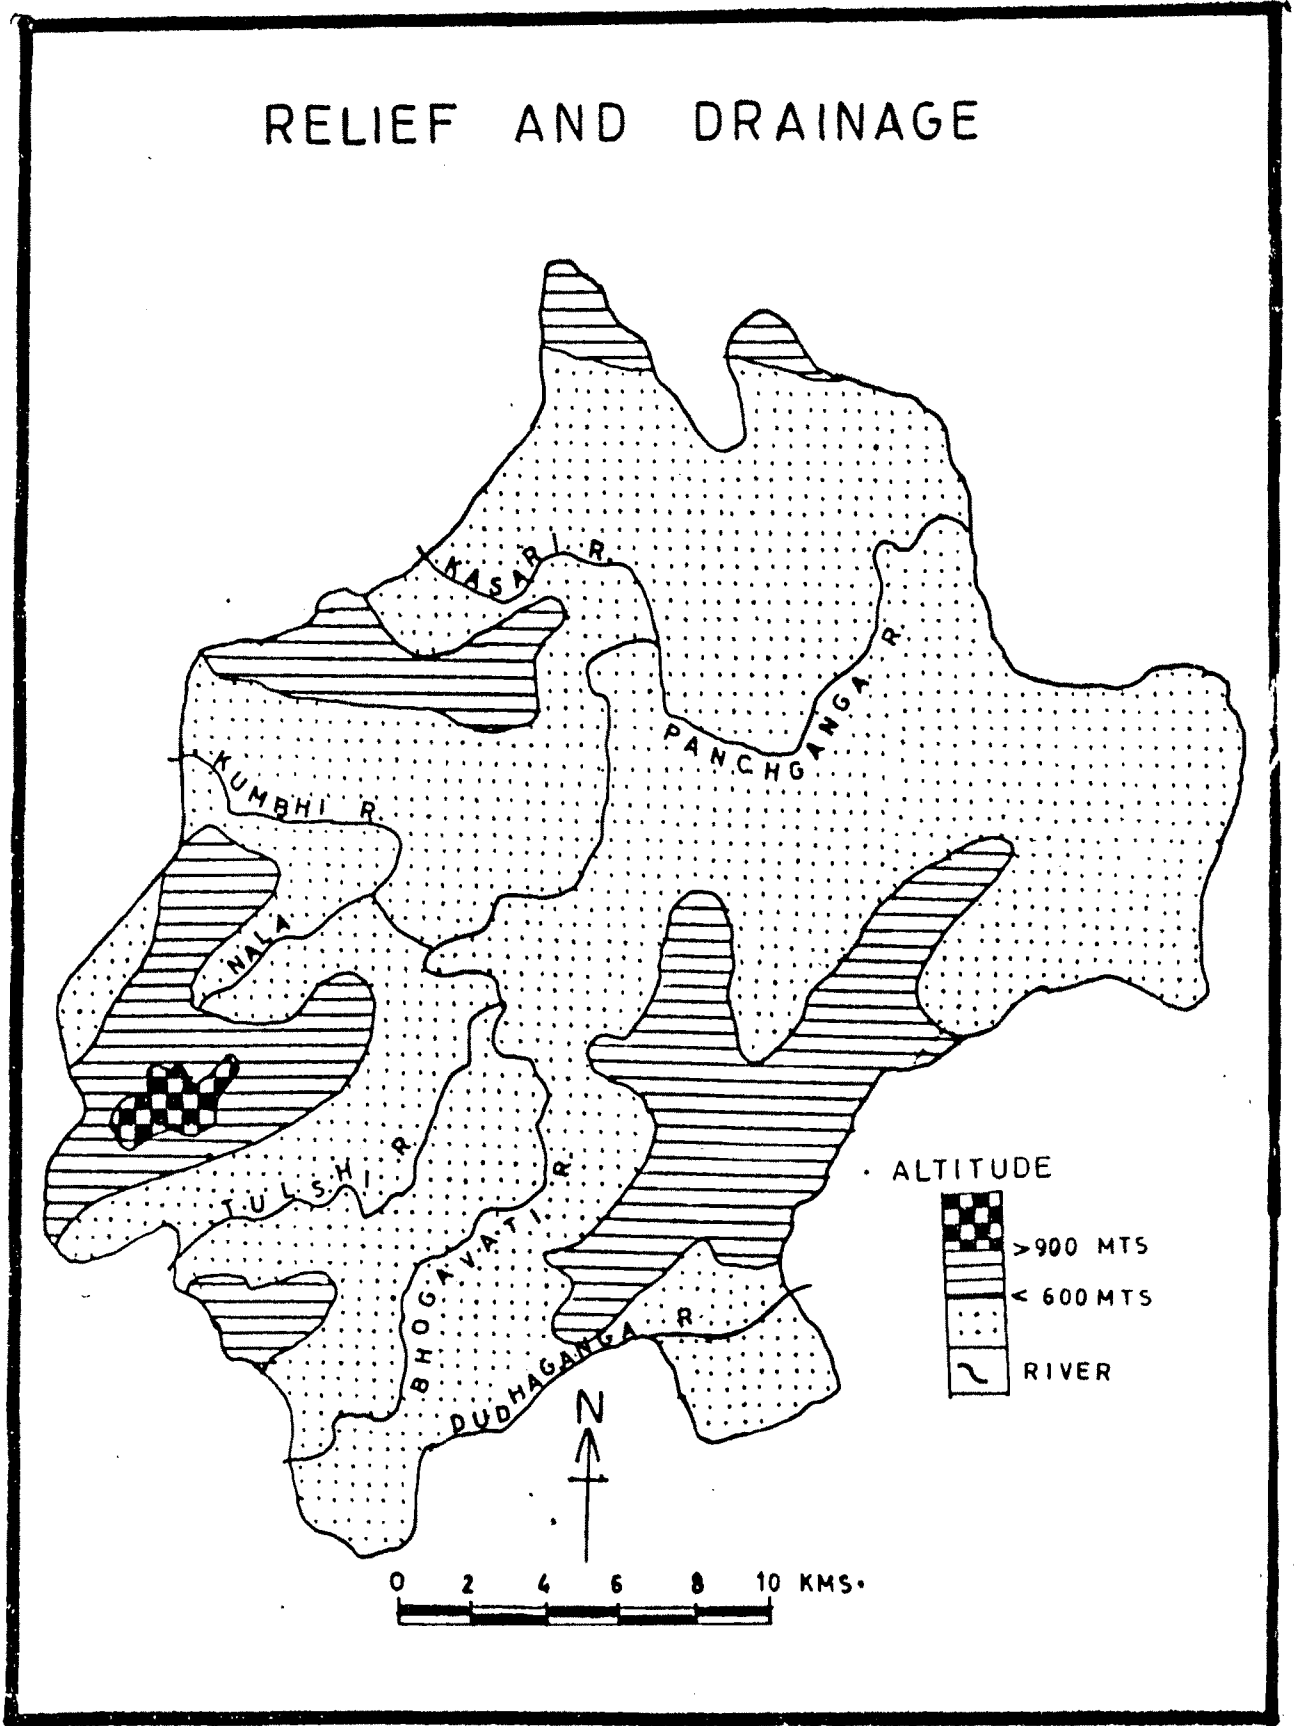 RELIEF AND DRAINAGE
KASARI R.
PANCHGANGA R.
KUMBHI R.
NALA
TULSHI R.
BHOGAVATI R.
DUDHAGANGA R.
ALTITUDE
>900 MTS
< 600 MTS
RIVER
N
0 2 4 6 8 10 KMS.